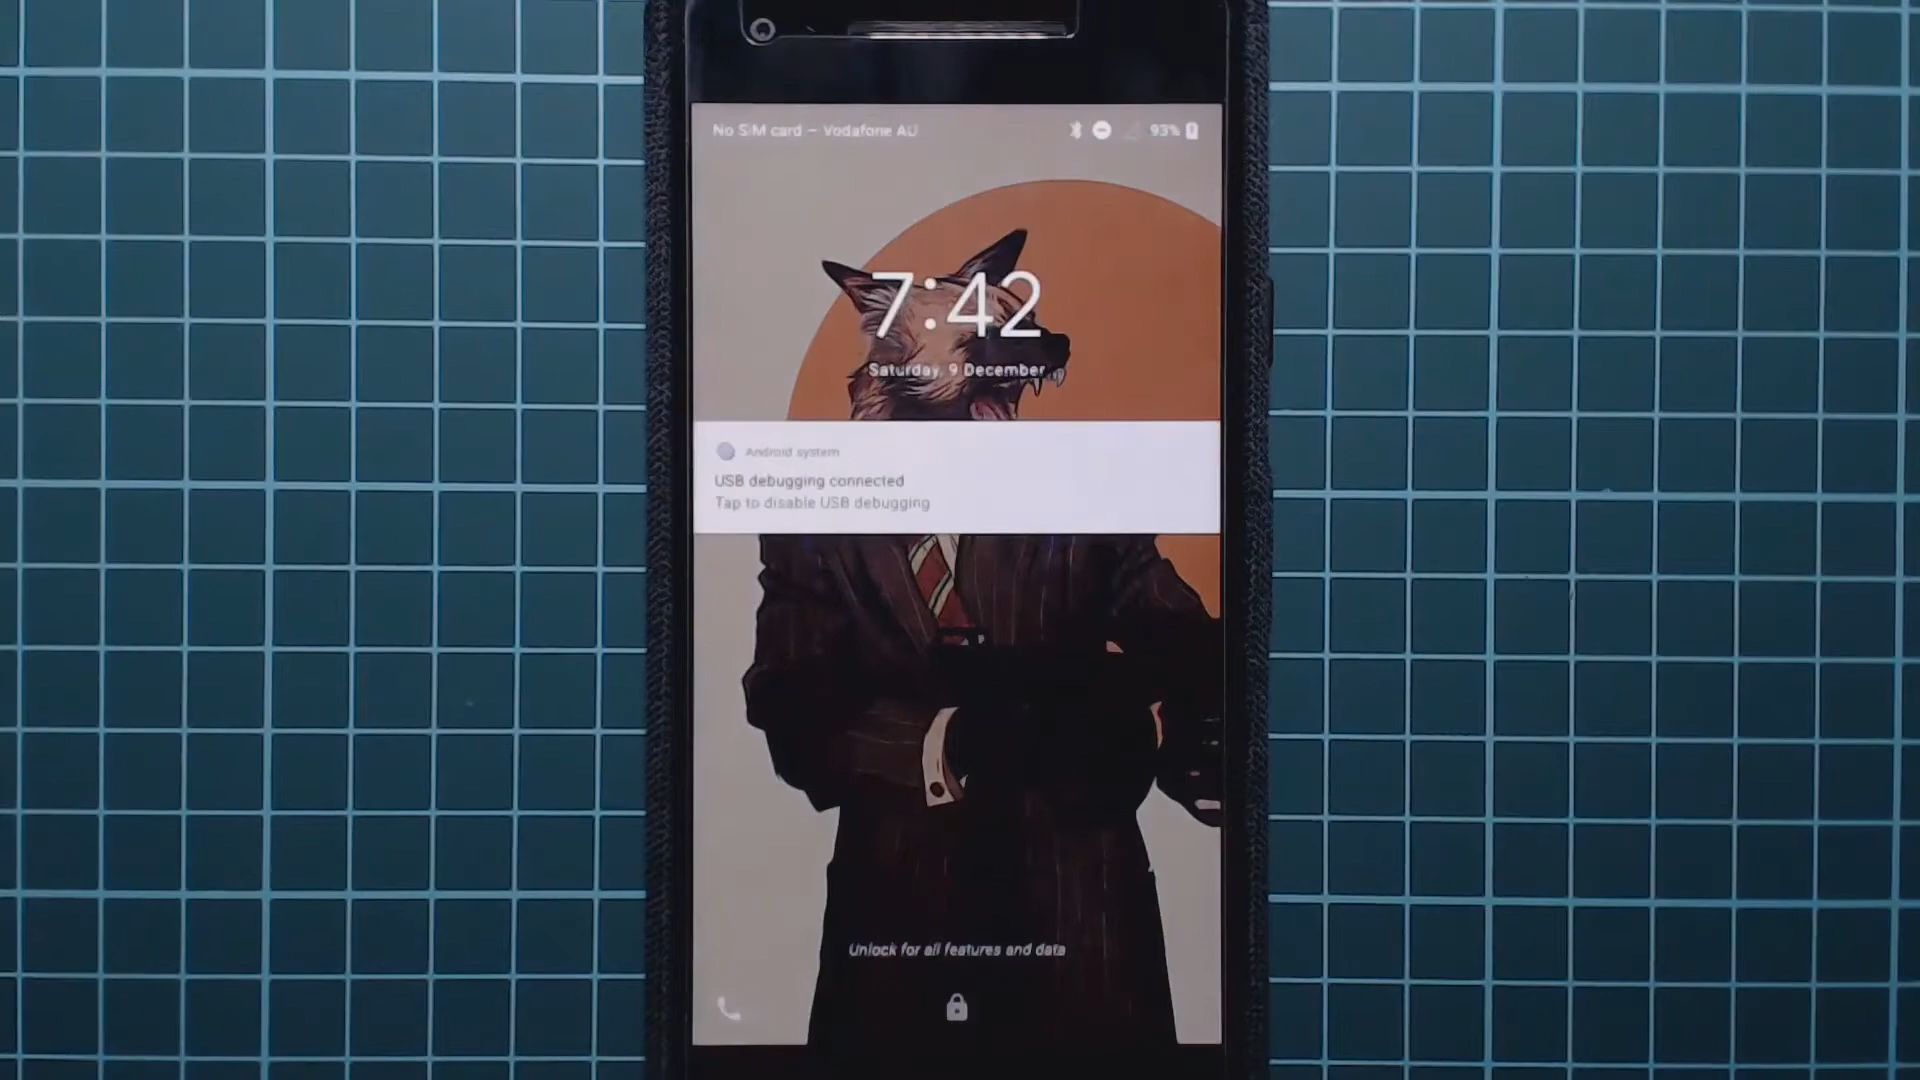 No SIM card — Vodafone AU
93%
7:42
Saturday, 9 December
Android system
USB debugging connected
Tap to disable USB debugging
Unlock for all features and data